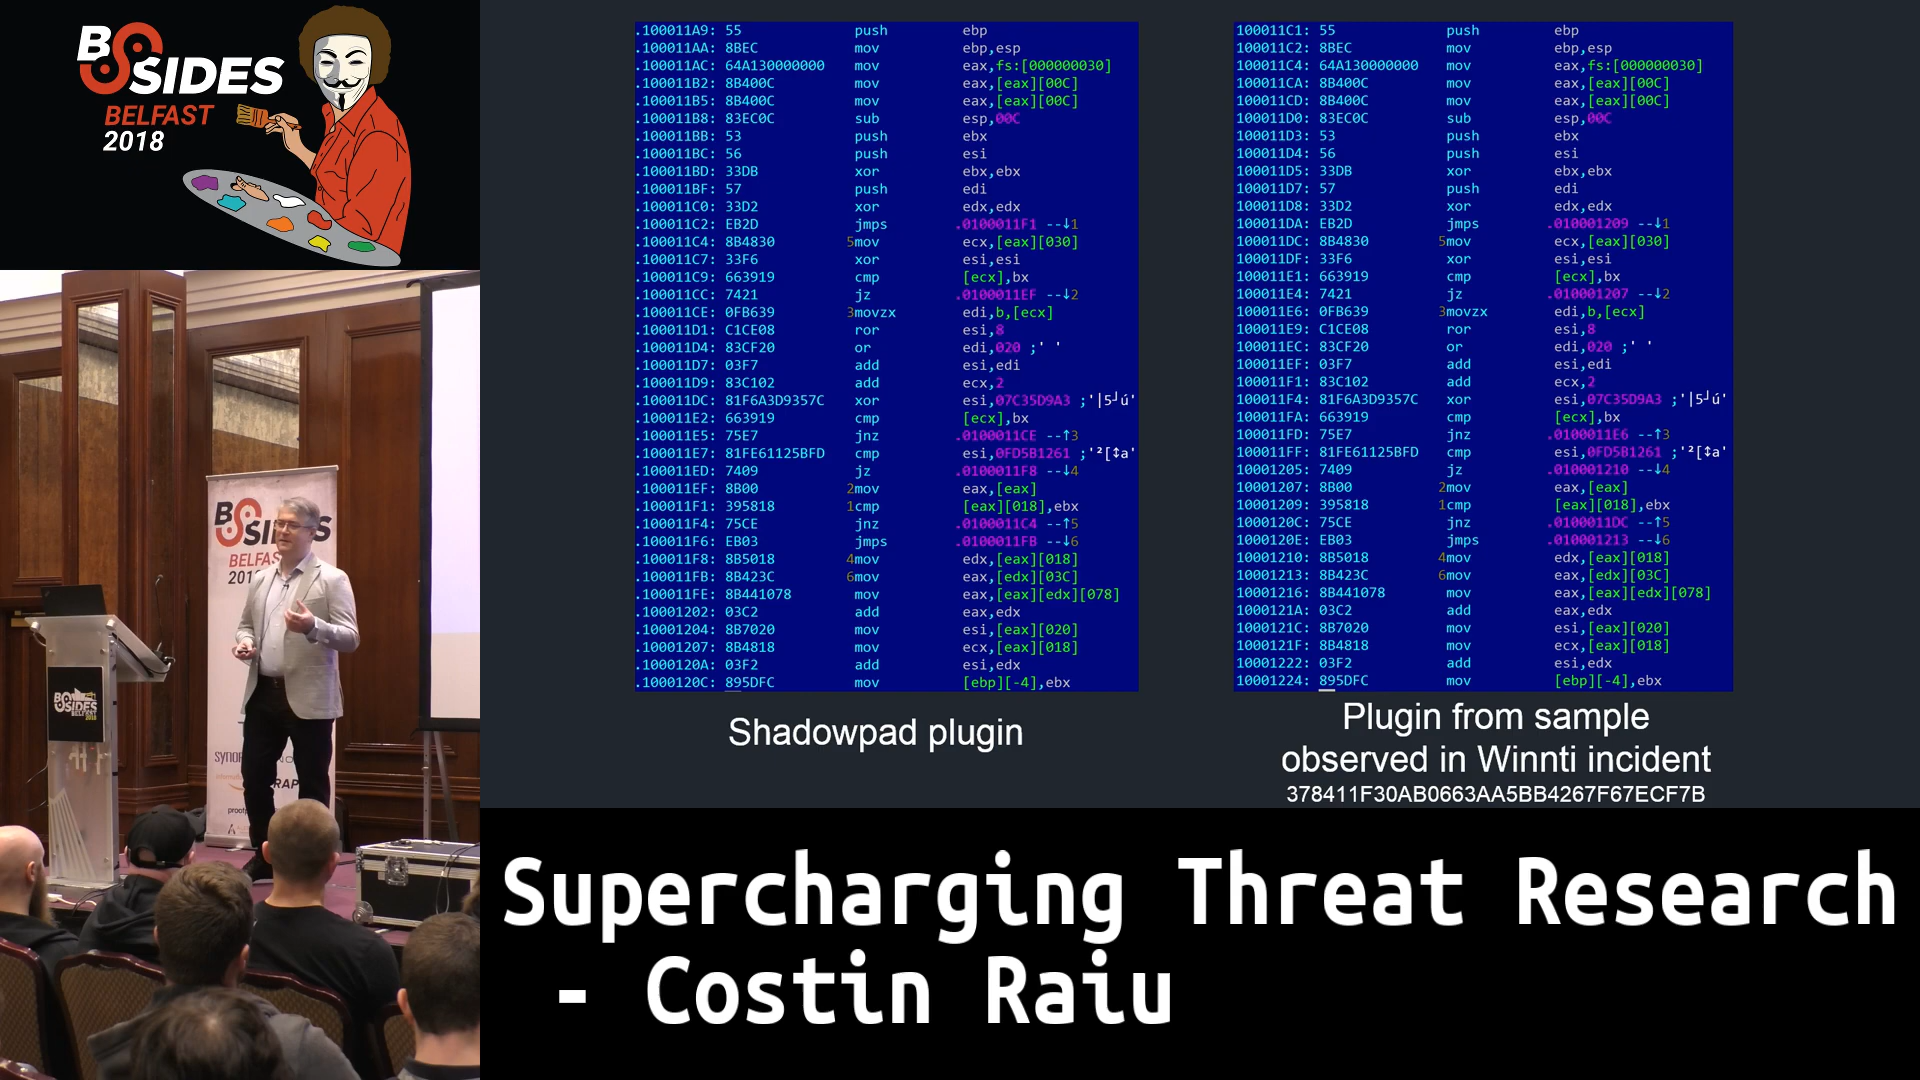 BSIDES
BELFAST
2018
BSIDES
BELFAS
201
BSIDES
BELFAST
2018
proof
RAP
.100011A9: 55 push ebp
.100011AA: 8BEC mov ebp,esp
.100011AC: 64A130000000 mov eax,fs:[000000030]
.100011B2: 8B400C mov eax,[eax][00C]
.100011B5: 8B400C mov eax,[eax][00C]
.100011B8: 83EC0C sub esp,00C
.100011BB: 53 push ebx
.100011BC: 56 push esi
.100011BD: 33DB xor ebx,ebx
.100011BF: 57 push edi
.100011C0: 33D2 xor edx,edx
.100011C2: EB2D jmps .0100011F1 --↓1
.100011C4: 8B4830 5mov ecx,[eax][030]
.100011C7: 33F6 xor esi,esi
.100011C9: 663919 cmp [ecx],bx
.100011CC: 7421 jz .0100011EF --↓2
.100011CE: 0FB639 3movzx edi,b,[ecx]
.100011D1: C1CE08 ror esi,8
.100011D4: 83CF20 or edi,020 ;' '
.100011D7: 03F7 add esi,edi
.100011D9: 83C102 add ecx,2
.100011DC: 81F6A3D9357C xor esi,07C35D9A3 ;'|5┘ú'
.100011E2: 663919 cmp [ecx],bx
.100011E5: 75E7 jnz .0100011CE --↑3
.100011E7: 81FE61125BFD cmp esi,0FD5B1261 ;'²[↕a'
.100011ED: 7409 jz .0100011F8 --↓4
.100011EF: 8B00 2mov eax,[eax]
.100011F1: 395818 1cmp [eax][018],ebx
.100011F4: 75CE jnz .0100011C4 --↑5
.100011F6: EB03 jmps .0100011FB --↓6
.100011F8: 8B5018 4mov edx,[eax][018]
.100011FB: 8B423C 6mov eax,[edx][03C]
.100011FE: 8B441078 mov eax,[eax][edx][078]
.10001202: 03C2 add eax,edx
.10001204: 8B7020 mov esi,[eax][020]
.10001207: 8B4818 mov ecx,[eax][018]
.1000120A: 03F2 add esi,edx
.1000120C: 895DFC mov [ebp][-4],ebx
Shadowpad plugin
100011C1: 55 push ebp
100011C2: 8BEC mov ebp,esp
100011C4: 64A130000000 mov eax,fs:[000000030]
100011CA: 8B400C mov eax,[eax][00C]
100011CD: 8B400C mov eax,[eax][00C]
100011D0: 83EC0C sub esp,00C
100011D3: 53 push ebx
100011D4: 56 push esi
100011D5: 33DB xor ebx,ebx
100011D7: 57 push edi
100011D8: 33D2 xor edx,edx
100011DA: EB2D jmps .010001209 --↓1
100011DC: 8B4830 5mov ecx,[eax][030]
100011DF: 33F6 xor esi,esi
100011E1: 663919 cmp [ecx],bx
100011E4: 7421 jz .010001207 --↓2
100011E6: 0FB639 3movzx edi,b,[ecx]
100011E9: C1CE08 ror esi,8
100011EC: 83CF20 or edi,020 ;' '
100011EF: 03F7 add esi,edi
100011F1: 83C102 add ecx,2
100011F4: 81F6A3D9357C xor esi,07C35D9A3 ;'|5┘ú'
100011FA: 663919 cmp [ecx],bx
100011FD: 75E7 jnz .0100011E6 --↑3
100011FF: 81FE61125BFD cmp esi,0FD5B1261 ;'²[↕a'
10001205: 7409 jz .010001210 --↓4
10001207: 8B00 2mov eax,[eax]
10001209: 395818 1cmp [eax][018],ebx
1000120C: 75CE jnz .0100011DC --↑5
1000120E: EB03 jmps .010001213 --↓6
10001210: 8B5018 4mov edx,[eax][018]
10001213: 8B423C 6mov eax,[edx][03C]
10001216: 8B441078 mov eax,[eax][edx][078]
1000121A: 03C2 add eax,edx
1000121C: 8B7020 mov esi,[eax][020]
1000121F: 8B4818 mov ecx,[eax][018]
10001222: 03F2 add esi,edx
10001224: 895DFC mov [ebp][-4],ebx
Plugin from sample
observed in Winnti incident
378411F30AB0663AA5BB4267F67ECF7B
Supercharging Threat Research
- Costin Raiu